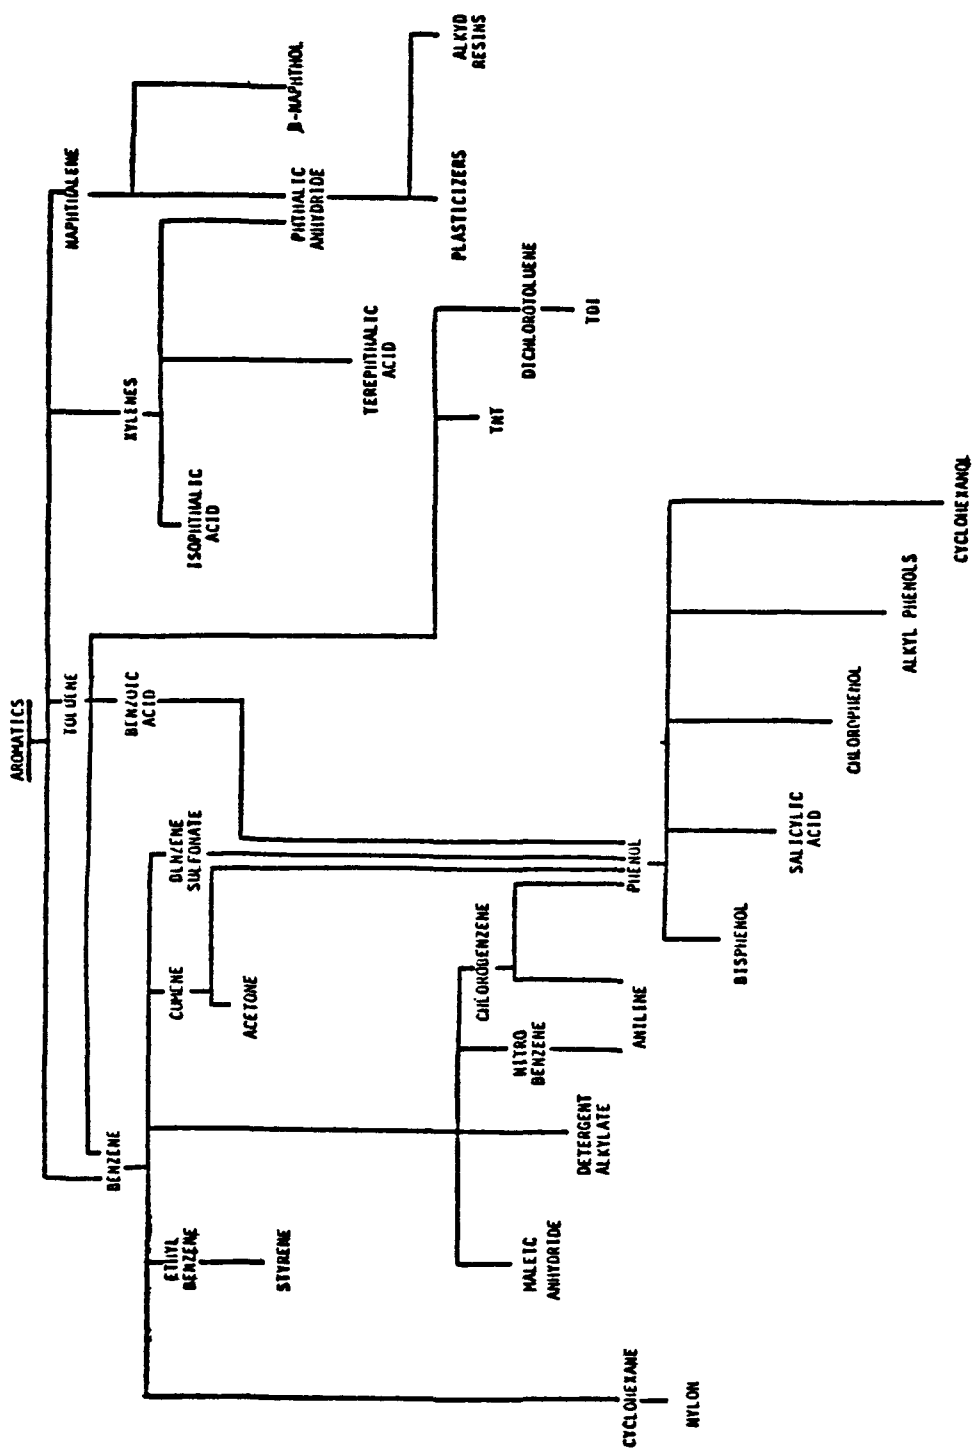 AROMATICS
BENZENE
TOLUENE
XYLENES
NAPHTHALENE
ETHYL
BENZENE
CUMENE
BENZENE
SULFONATE
BENZOIC
ACID
ISOPHTHALIC
ACID
TEREPHTHALIC
ACID
PHTHALIC
ANHYDRIDE
β-NAPHTHOL
STYRENE
ACETONE
PLASTICIZERS
ALKYD
RESINS
MALEIC
ANHYDRIDE
DETERGENT
ALKYLATE
NITRO
BENZENE
CHLOROBENZENE
TNT
DICHLOROTOLUENE
TDI
CYCLOHEXANE
NYLON
ANILINE
PHENOL
BISPHENOL
SALICYLIC
ACID
CHLOROPHENOL
ALKYL PHENOLS
CYCLOHEXANOL